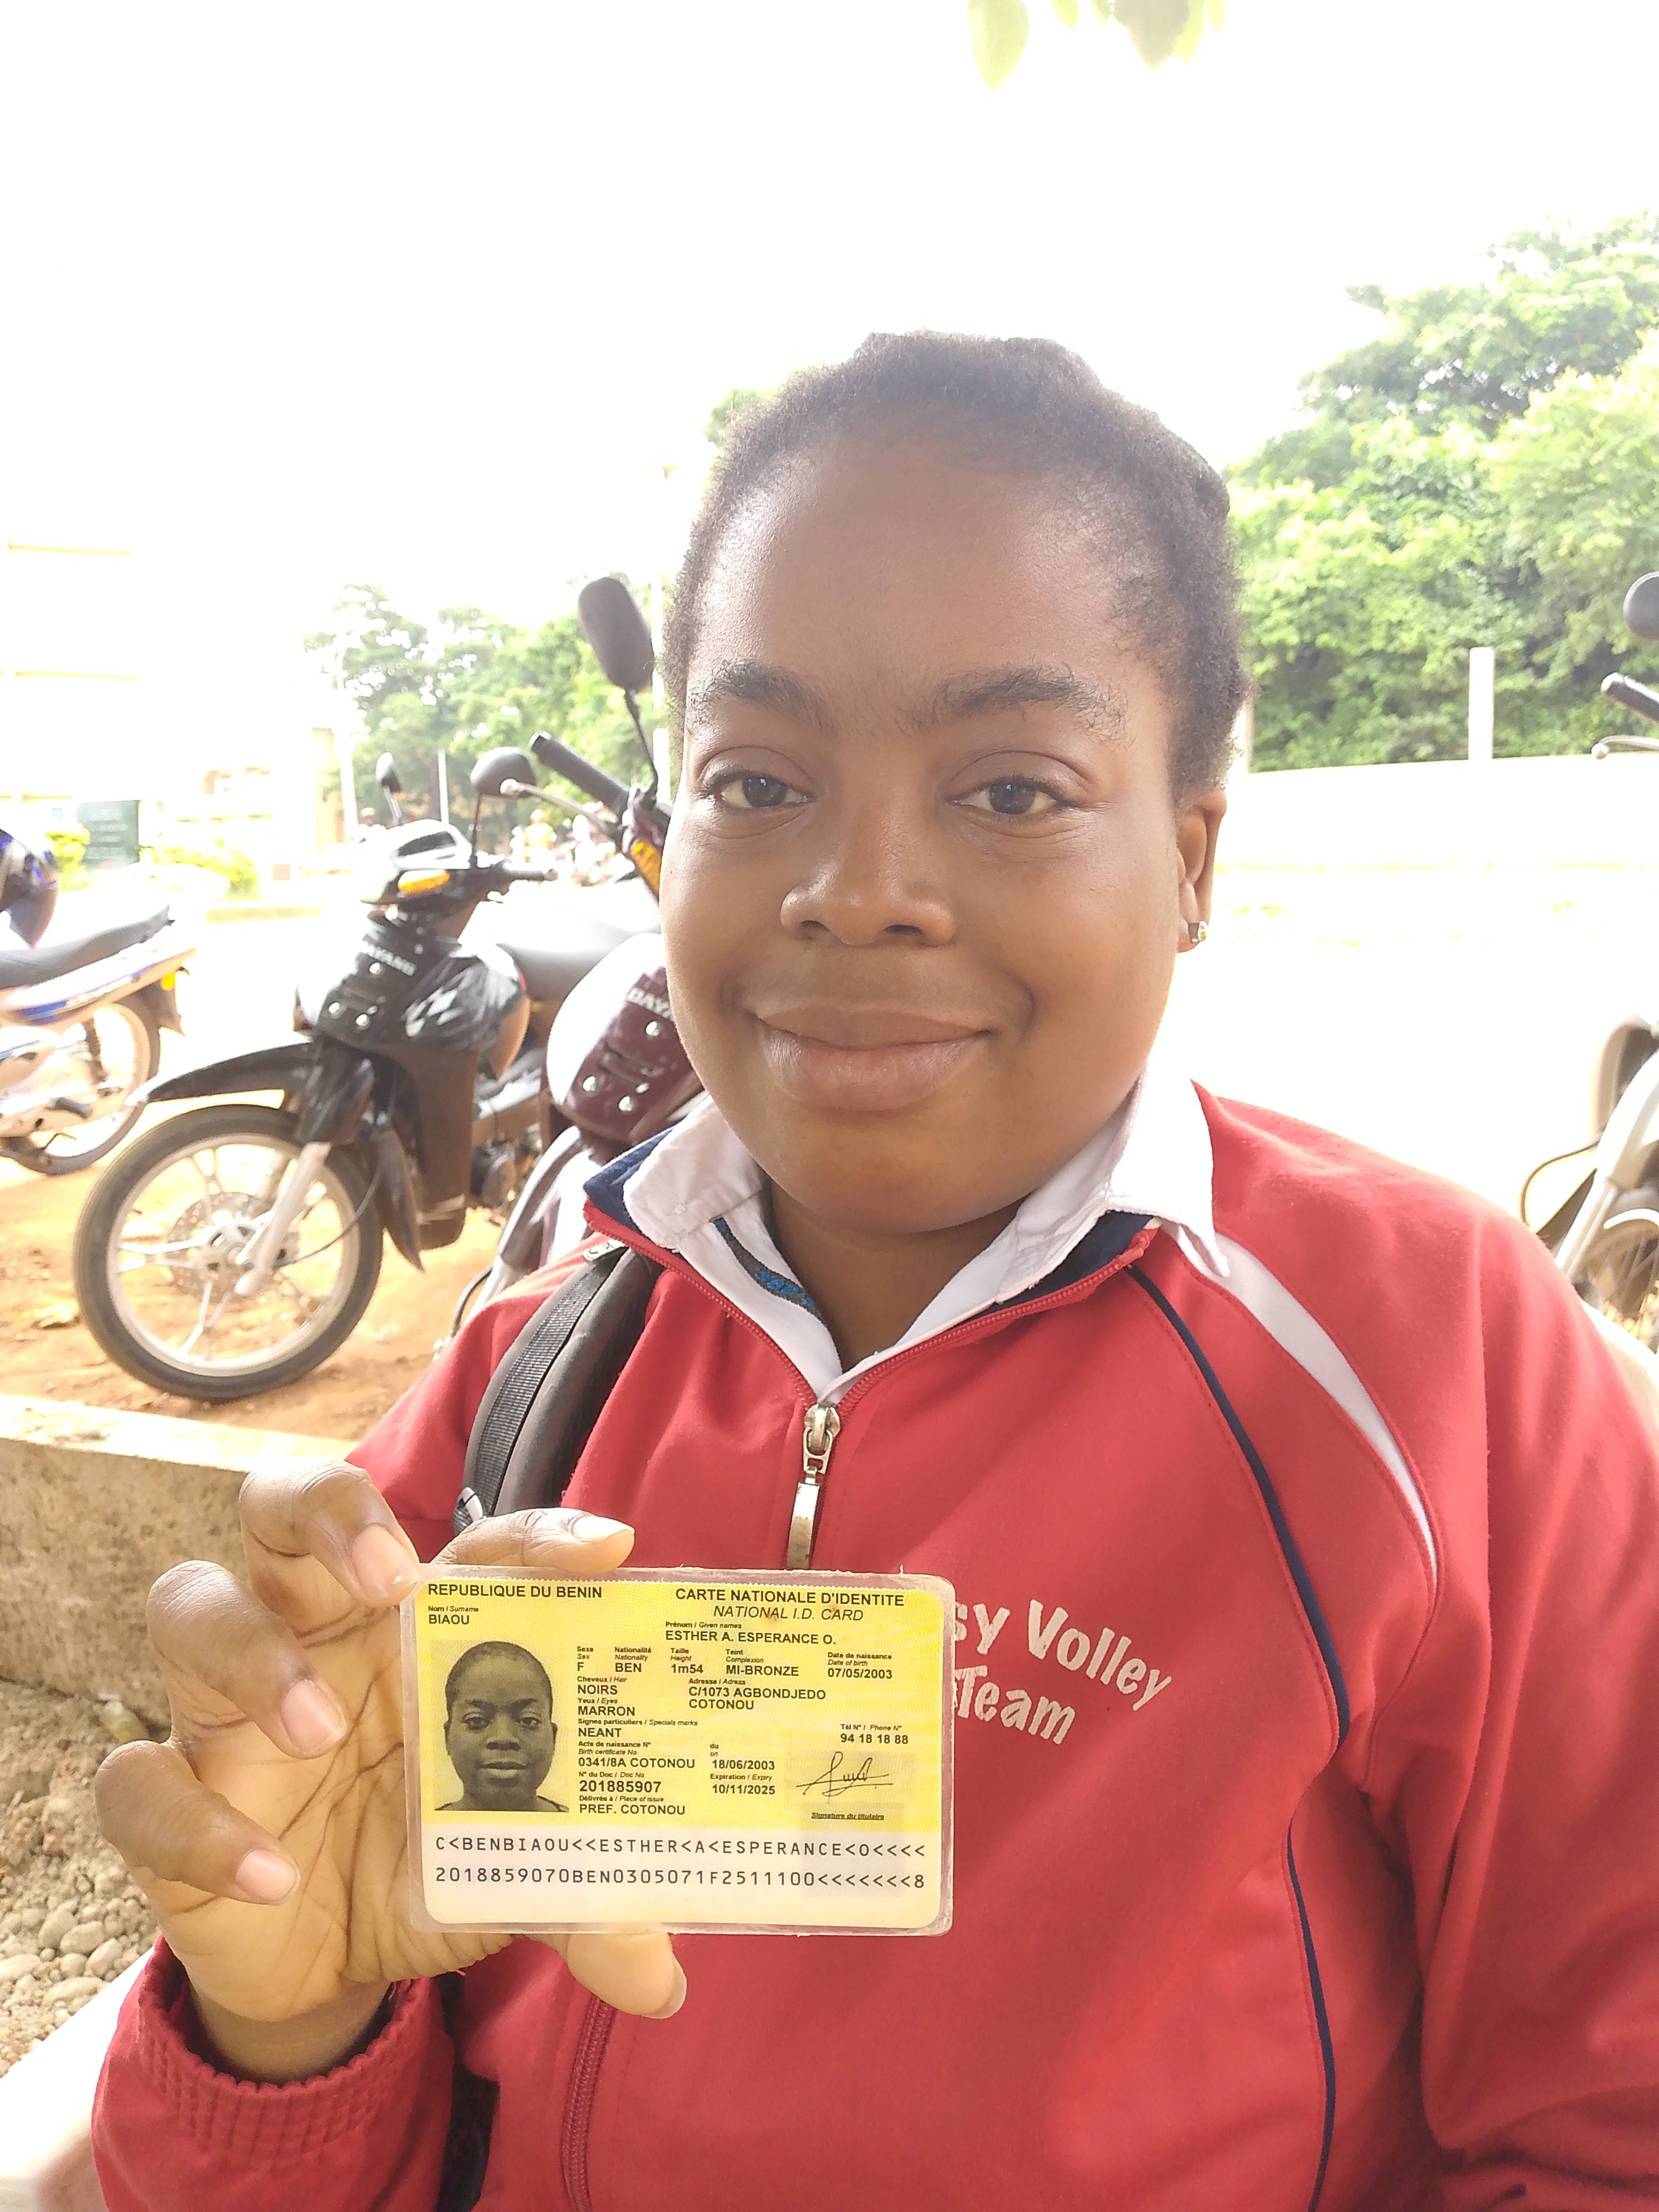 REPUBLIQUE DU BENIN
CARTE NATIONALE D'IDENTITE
NATIONAL I.D. CARD
Nom / Surname
BIAOU
Prénom / Given names
ESTHER A. ESPERANCE O.
Sexe Nationalité Taille Teint Date de naissance
Sex Nationality Height Complexion Date of birth
F BEN 1m54 MI-BRONZE 07/05/2003
Cheveux / Hair Adresse / Adress
NOIRS C/1073 AGBONDJEDO
Yeux / Eyes COTONOU
MARRON
Signes particuliers / Specials marks
NEANT
Tél N° / Phone N°
94 18 18 88
Acte de naissance N° du
Birth certificate No on
0341/8A COTONOU 18/06/2003
N° du Doc / Doc No Expiration / Expiry
201885907 10/11/2025
Délivrée à / Place of issue
PREF. COTONOU
Signature du titulaire
C<BENBIAOU<<ESTHER<A<ESPERANCE<O<<<<
2018859070BEN0305071F2511100<<<<<<<8
sy Volley
Team
DAYANG
DAYA